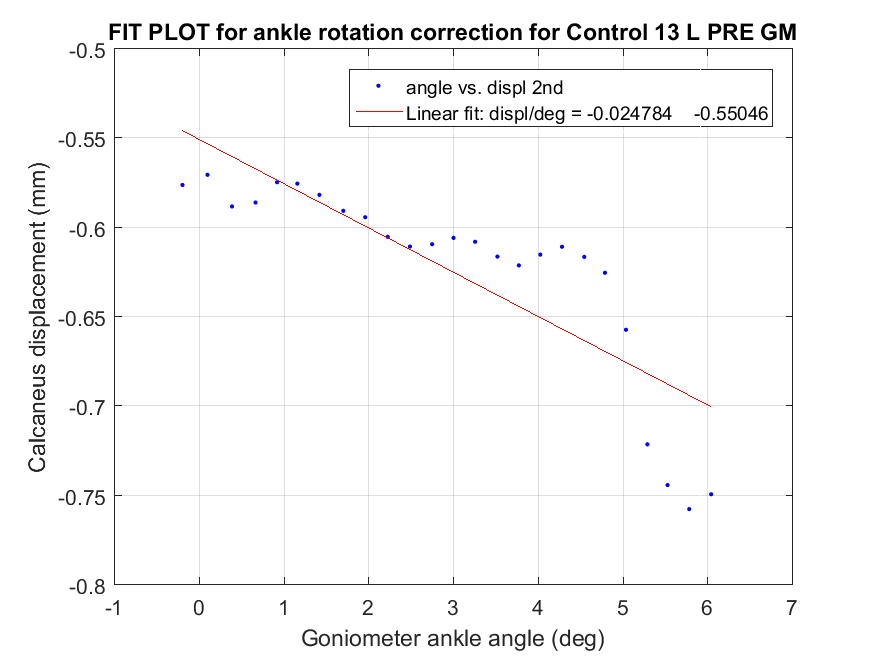 FIT PLOT for ankle rotation correction for Control 13 L PRE GM
angle vs. displ 2nd
Linear fit: displ/deg = -0.024784 -0.55046
Calcaneus displacement (mm)
-0.5
-0.55
-0.6
-0.65
-0.7
-0.75
-0.8
-1 0 1 2 3 4 5 6 7
Goniometer ankle angle (deg)